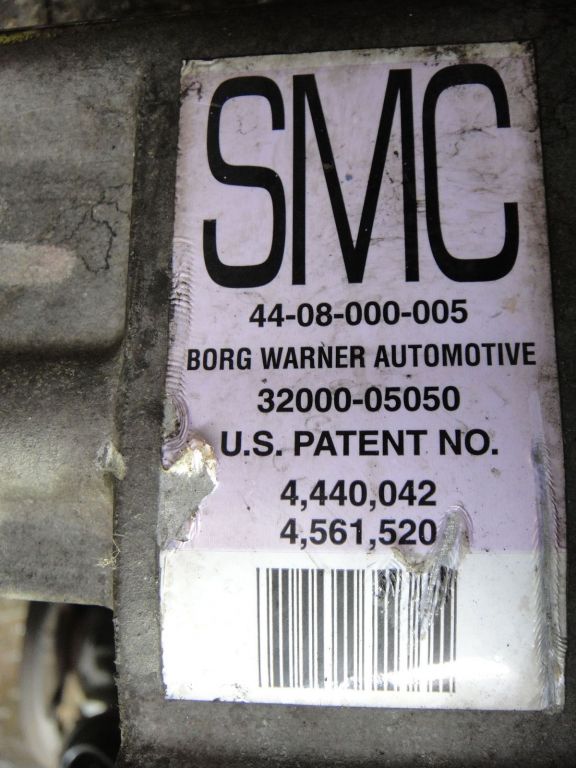 SMC
44-08-000-005
BORG WARNER AUTOMOTIVE
32000-05050
U.S. PATENT NO.
4,440,042
4,561,520